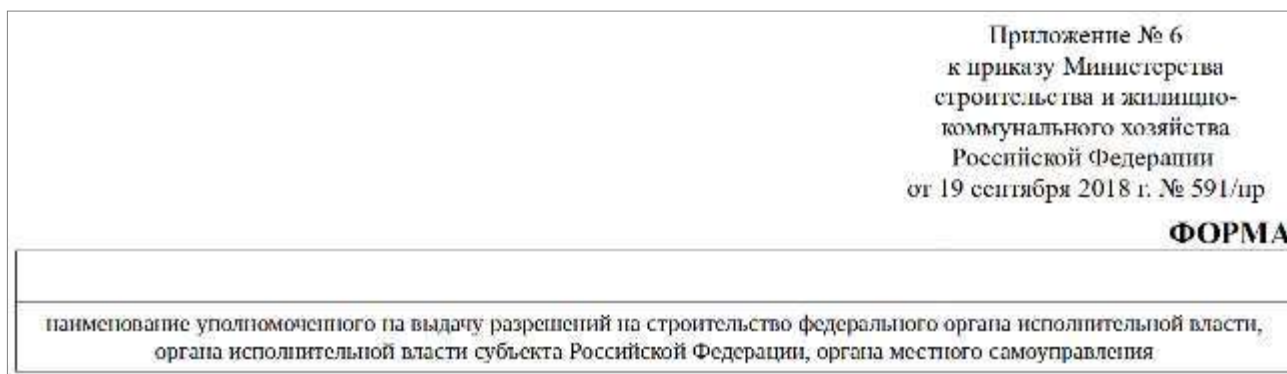 Приложение № 6
к приказу Министерства
строительства и жилищно-
коммунального хозяйства
Российской Федерации
от 19 сентября 2018 г. № 591/пр
ФОРМА
наименование уполномоченного на выдачу разрешений на строительство федерального органа исполнительной власти,
органа исполнительной власти субъекта Российской Федерации, органа местного самоуправления